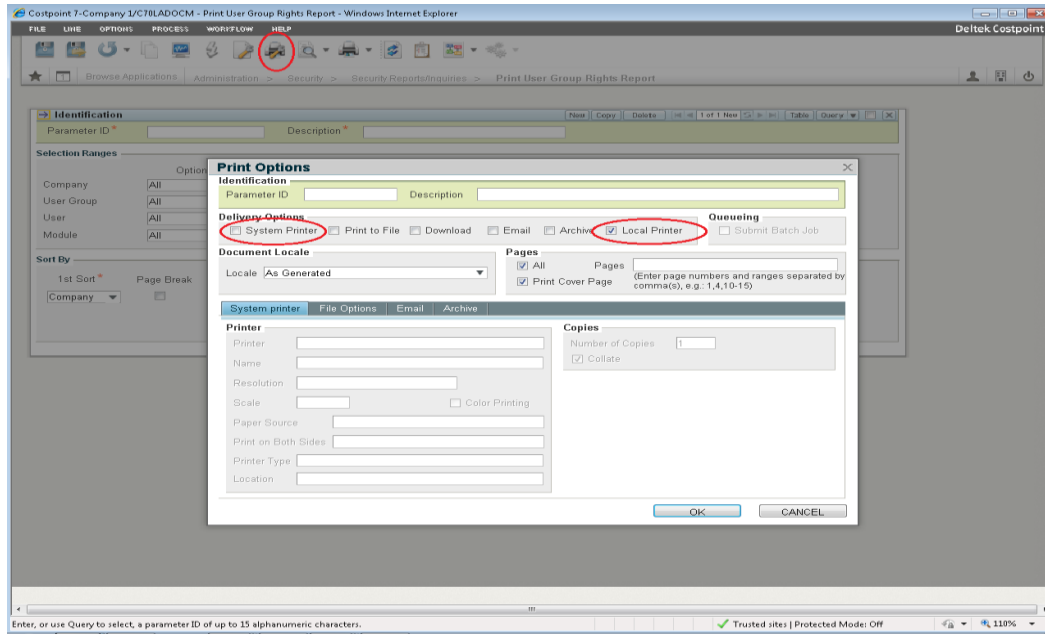 Costpoint 7-Company 1/C70LADOCM - Print User Group Rights Report - Windows Internet Explorer
FILE LINE OPTIONS PROCESS WORKFLOW HELP Deltek Costpoint
Browse Applications Administration > Security > Security Reports/Inquiries > Print User Group Rights Report
Identification New Copy Delete 1 of 1 New Table Query
Parameter ID * Description *
Selection Ranges
Option
Company All
User Group All
User All
Module All
Sort By
1st Sort * Page Break
Company
Print Options
Identification
Parameter ID Description
Delivery Options Queueing
System Printer Print to File Download Email Archive Local Printer Submit Batch Job
Document Locale Pages
Locale As Generated All Pages
Print Cover Page (Enter page numbers and ranges separated by
comma(s), e.g.: 1,4,10-15)
System printer File Options Email Archive
Printer Copies
Printer Number of Copies 1
Name Collate
Resolution
Scale Color Printing
Paper Source
Print on Both Sides
Printer Type
Location
OK CANCEL
Enter, or use Query to select, a parameter ID of up to 15 alphanumeric characters. Trusted sites | Protected Mode: Off 110%